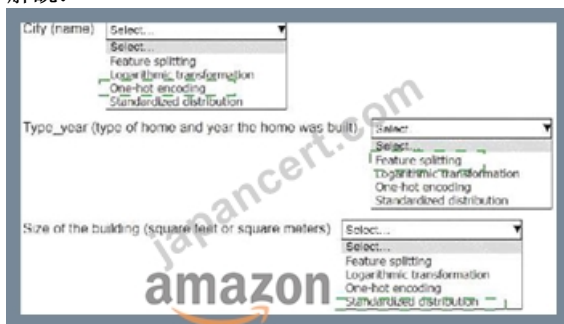 解説:
City (name) Select...
Select...
Feature splitting
Logarithmic transformation
One-hot encoding
Standardized distribution
Type_year (type of home and year the home was built) Select...
Select...
Feature splitting
Logarithmic transformation
One-hot encoding
Standardized distribution
Size of the building (square feet or square meters) Select...
Select...
Feature splitting
Logarithmic transformation
One-hot encoding
Standardized distribution
japancert.com
amazon